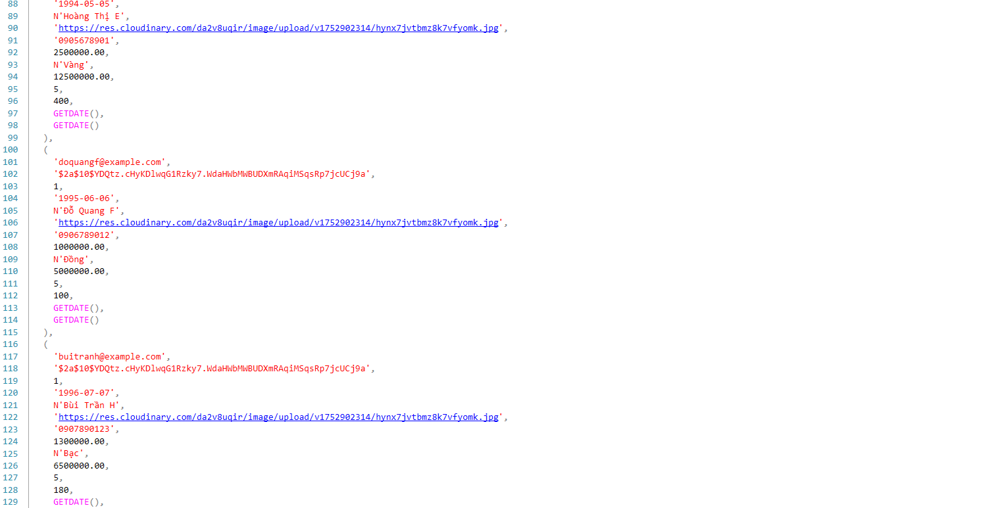 88 '1994-05-05',
89 N'Hoàng Thị E',
90 'https://res.cloudinary.com/da2v8uqir/image/upload/v1752902314/hynx7jvtbmz8k7vfyomk.jpg',
91 '0905678901',
92 2500000.00,
93 N'Vàng',
94 12500000.00,
95 5,
96 400,
97 GETDATE(),
98 GETDATE()
99 ),
100 (
101 'doquangf@example.com',
102 '$2a$10$YDQtz.cHyKDlwqG1Rzky7.WdaHWbMWBUDXmRAqiMSqsRp7jcUCj9a',
103 1,
104 '1995-06-06',
105 N'Đỗ Quang F',
106 'https://res.cloudinary.com/da2v8uqir/image/upload/v1752902314/hynx7jvtbmz8k7vfyomk.jpg',
107 '0906789012',
108 1000000.00,
109 N'Đồng',
110 5000000.00,
111 5,
112 100,
113 GETDATE(),
114 GETDATE()
115 ),
116 (
117 'buitranh@example.com',
118 '$2a$10$YDQtz.cHyKDlwqG1Rzky7.WdaHWbMWBUDXmRAqiMSqsRp7jcUCj9a',
119 1,
120 '1996-07-07',
121 N'Bùi Trần H',
122 'https://res.cloudinary.com/da2v8uqir/image/upload/v1752902314/hynx7jvtbmz8k7vfyomk.jpg',
123 '0907890123',
124 1300000.00,
125 N'Bạc',
126 6500000.00,
127 5,
128 180,
129 GETDATE(),